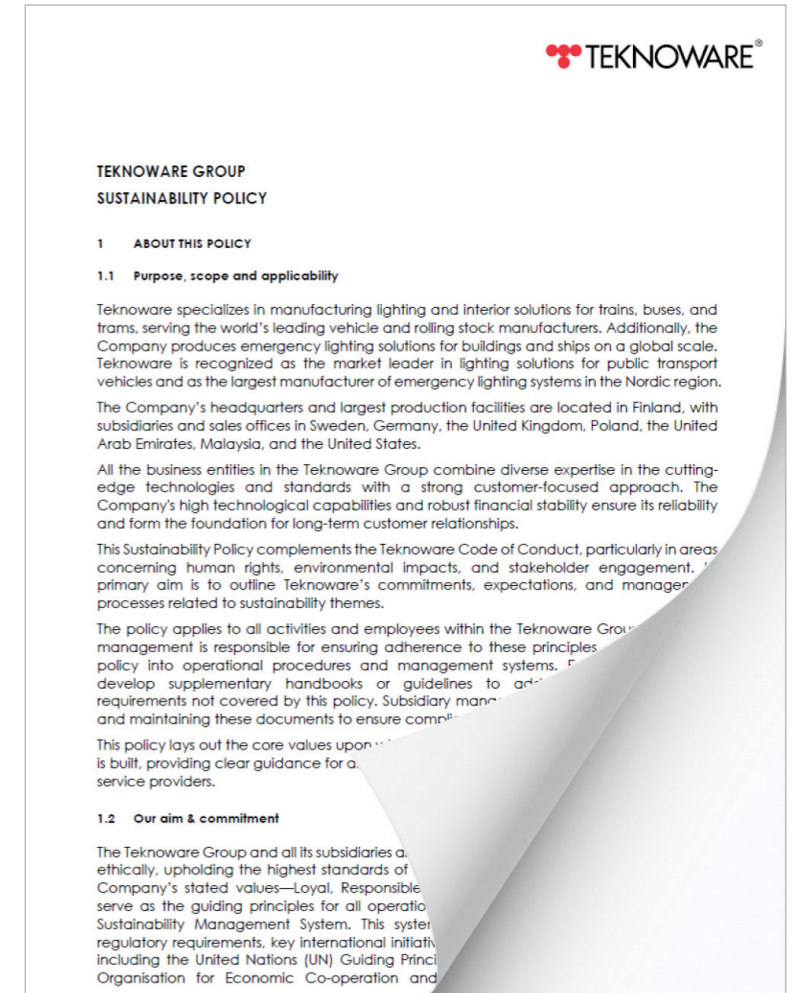 TEKNOWARE®
TEKNOWARE GROUP
SUSTAINABILITY POLICY
1 ABOUT THIS POLICY
1.1 Purpose, scope and applicability
Teknoware specializes in manufacturing lighting and interior solutions for trains, buses, and
trams, serving the world's leading vehicle and rolling stock manufacturers. Additionally, the
Company produces emergency lighting solutions for buildings and ships on a global scale.
Teknoware is recognized as the market leader in lighting solutions for public transport
vehicles and as the largest manufacturer of emergency lighting systems in the Nordic region.
The Company's headquarters and largest production facilities are located in Finland, with
subsidiaries and sales offices in Sweden, Germany, the United Kingdom, Poland, the United
Arab Emirates, Malaysia, and the United States.
All the business entities in the Teknoware Group combine diverse expertise in the cutting-
edge technologies and standards with a strong customer-focused approach. The
Company's high technological capabilities and robust financial stability ensure its reliability
and form the foundation for long-term customer relationships.
This Sustainability Policy complements the Teknoware Code of Conduct, particularly in areas
concerning human rights, environmental impacts, and stakeholder engagement.
primary aim is to outline Teknoware's commitments, expectations, and
processes related to sustainability themes.
The policy applies to all activities and employees within the Teknoware
management is responsible for ensuring adherence to these principles
policy into operational procedures and management systems.
develop supplementary handbooks or guidelines to
requirements not covered by this policy. Subsidiary
and maintaining these documents to ensure
This policy lays out the core values upon
is built, providing clear guidance for
service providers.
1.2 Our aim & commitment
The Teknoware Group and all its subsidiaries
ethically, upholding the highest standards of
Company's stated values—Loyal, Responsible
serve as the guiding principles for all
Sustainability Management System. This
regulatory requirements, key international
including the United Nations (UN) Guiding
Organisation for Economic Co-operation and